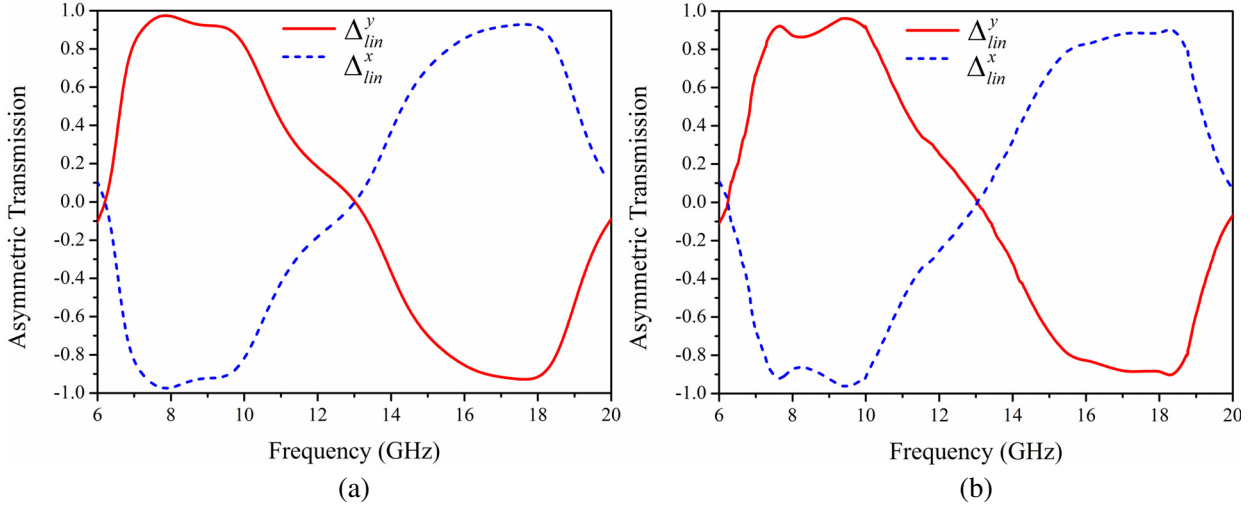 1.0
0.8
0.6
0.4
0.2
0.0
-0.2
-0.4
-0.6
-0.8
-1.0
Asymmetric Transmission
Δ^y_lin
Δ^x_lin
6 8 10 12 14 16 18 20
Frequency (GHz)
(a)
1.0
0.8
0.6
0.4
0.2
0.0
-0.2
-0.4
-0.6
-0.8
-1.0
Asymmetric Transmission
Δ^y_lin
Δ^x_lin
6 8 10 12 14 16 18 20
Frequency (GHz)
(b)